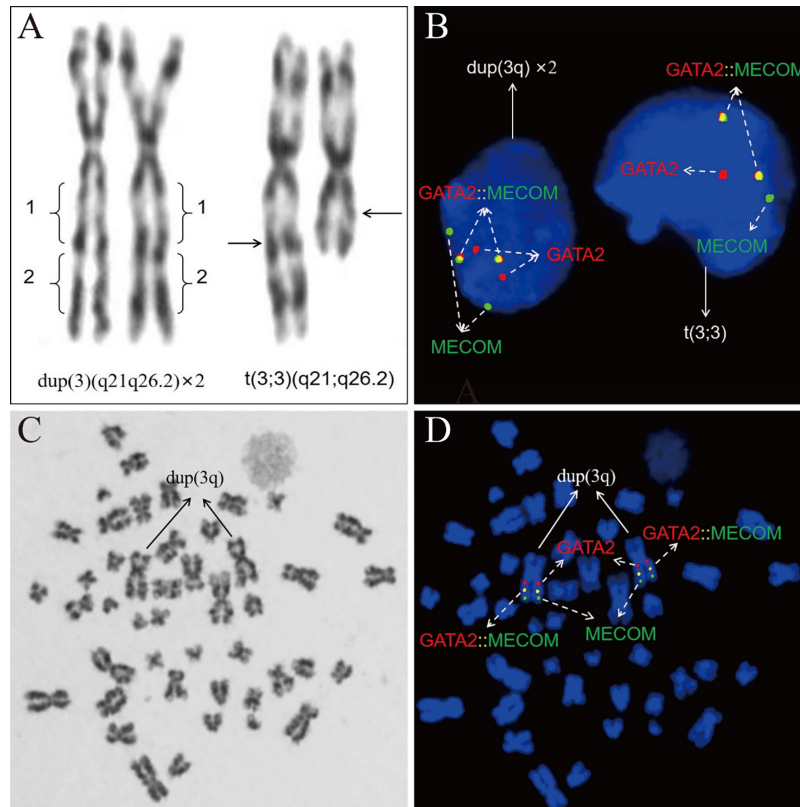 A
1
1
2
2
dup(3)(q21q26.2)×2
t(3;3)(q21;q26.2)
B
dup(3q) ×2
GATA2::MECOM
GATA2::MECOM
GATA2
GATA2
MECOM
MECOM
t(3;3)
A
C
dup(3q)
D
dup(3q)
GATA2
GATA2::MECOM
GATA2::MECOM
MECOM